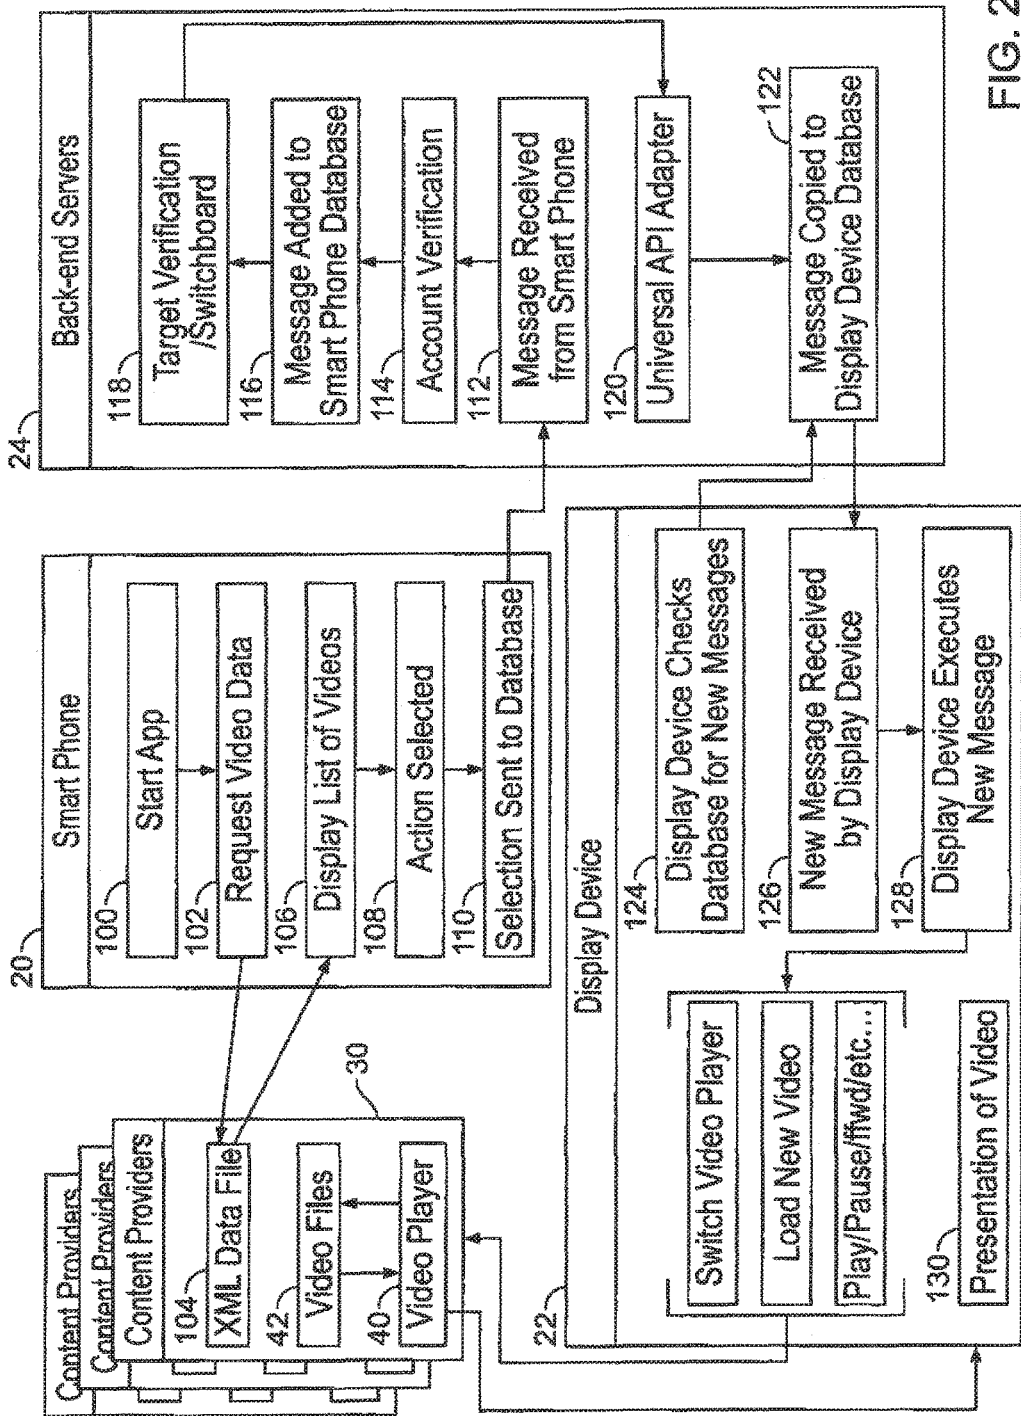 Content Providers
Content Providers
Content Providers
30
104
XML Data File
42
Video Files
40
Video Player
20
Smart Phone
100
Start App
102
Request Video Data
106
Display List of Videos
108
Action Selected
110
Selection Sent to Database
24
Back-end Servers
118
Target Verification
/Switchboard
116
Message Added to
Smart Phone Database
114
Account Verification
112
Message Received
from Smart Phone
120
Universal API Adapter
122
Message Copied to
Display Device Database
22
Display Device
124
Display Device Checks
Database for New Messages
126
New Message Received
by Display Device
128
Display Device Executes
New Message
Switch Video Player
Load New Video
Play/Pause/ffwd/etc...
130
Presentation of Video
FIG. 2